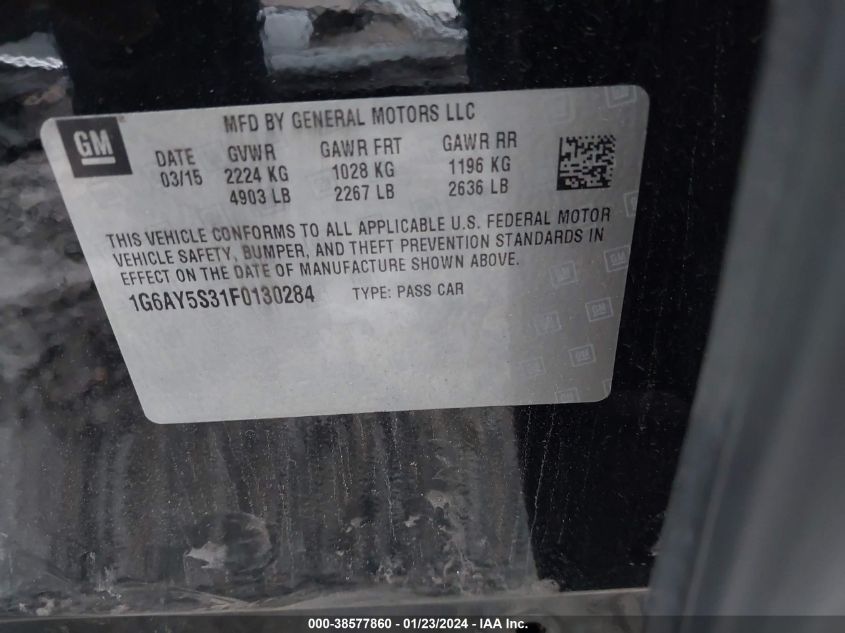 GM
MFD BY GENERAL MOTORS LLC
DATE GVWR GAWR FRT GAWR RR
03/15 2224 KG 1028 KG 1196 KG
4903 LB 2267 LB 2636 LB
THIS VEHICLE CONFORMS TO ALL APPLICABLE U.S. FEDERAL MOTOR
VEHICLE SAFETY, BUMPER, AND THEFT PREVENTION STANDARDS IN
EFFECT ON THE DATE OF MANUFACTURE SHOWN ABOVE.
1G6AY5S31F0130284 TYPE: PASS CAR
000-38577860 - 01/23/2024 - IAA Inc.